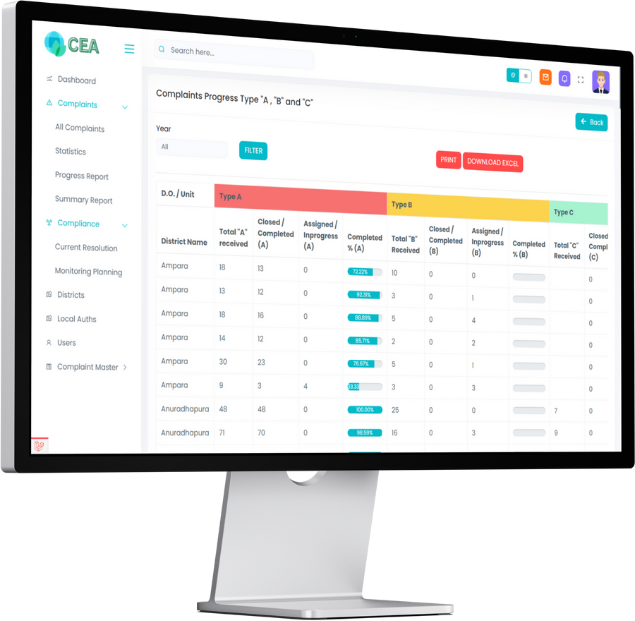 CEA
Search here...
Dashboard
Complaints
All Complaints
Statistics
Progress Report
Summary Report
Compliance
Current Resolution
Monitoring Planning
Districts
Local Auths
Users
Complaint Master
Complaints Progress Type "A , "B" and "C"
Back
Year
All
FILTER
PRINT
DOWNLOAD EXCEL
D.O. / Unit Type A Type B Type C
District Name Total "A" received Closed / Completed (A) Assigned / Inprogress (A) Completed % (A) Total "B" Received Closed / Completed (B) Assigned / Inprogress (B) Completed % (B) Total "C" Received Closed Compl (C)
Ampara 18 13 0 72.22% 10 0 0 0
Ampara 13 12 0 92.31% 3 0 1 0
Ampara 18 16 0 88.89% 5 0 4 0
Ampara 14 12 0 85.71% 2 0 2 0
Ampara 30 23 0 76.67% 5 0 1 0
Ampara 9 3 4 33.33 3 0 3 0
Anuradhapura 48 48 0 100.00% 25 0 0 7 0
Anuradhapura 71 70 0 98.59% 16 0 3 9 0